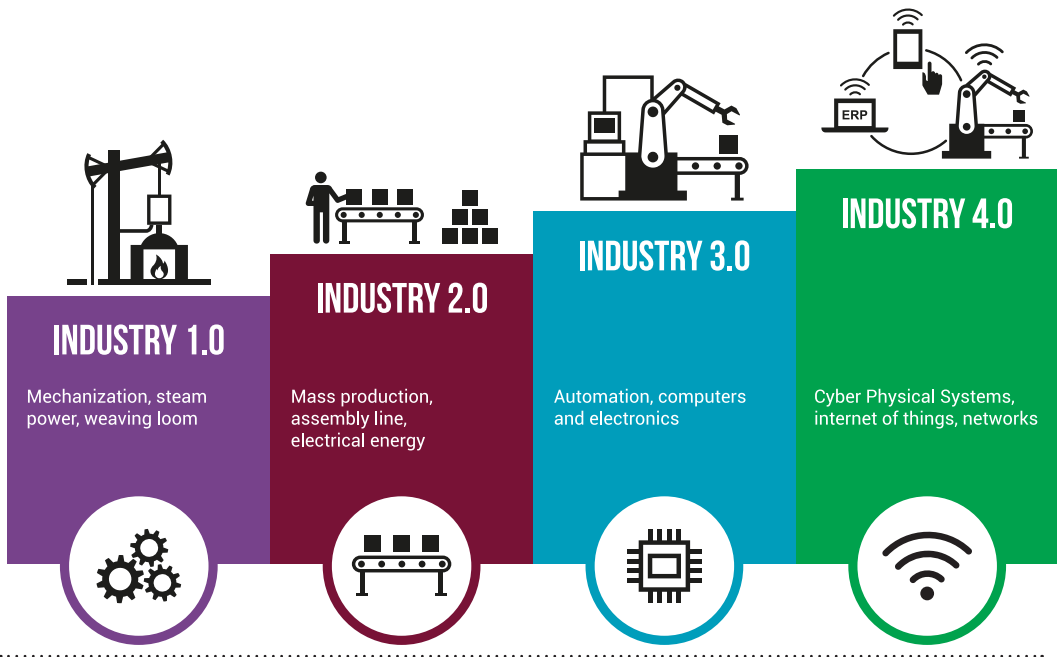 ERP
INDUSTRY 1.0
Mechanization, steam
power, weaving loom
INDUSTRY 2.0
Mass production,
assembly line,
electrical energy
INDUSTRY 3.0
Automation, computers
and electronics
INDUSTRY 4.0
Cyber Physical Systems,
internet of things, networks